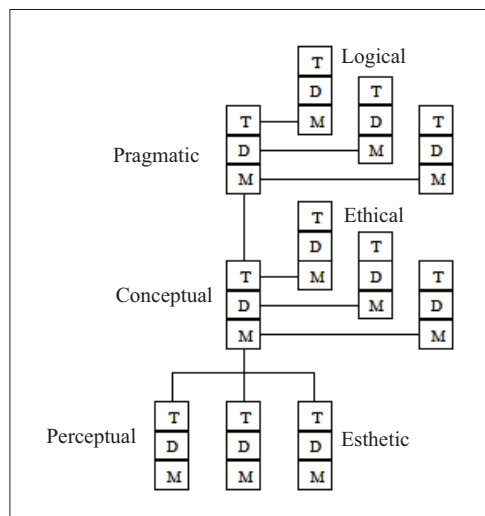 T Logical
D T
T M D T
Pragmatic D M D
M M
T Ethical
D T
T M D T
Conceptual D M D
M M
T T T
Perceptual D D D Esthetic
M M M